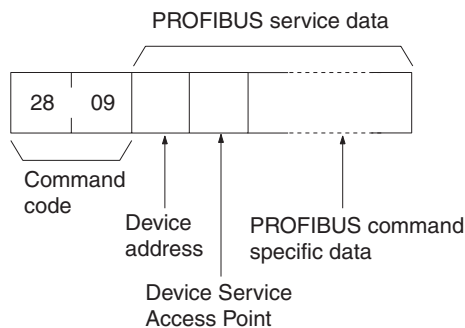 PROFIBUS service data
28 09
Command
code
Device
address
PROFIBUS command
specific data
Device Service
Access Point